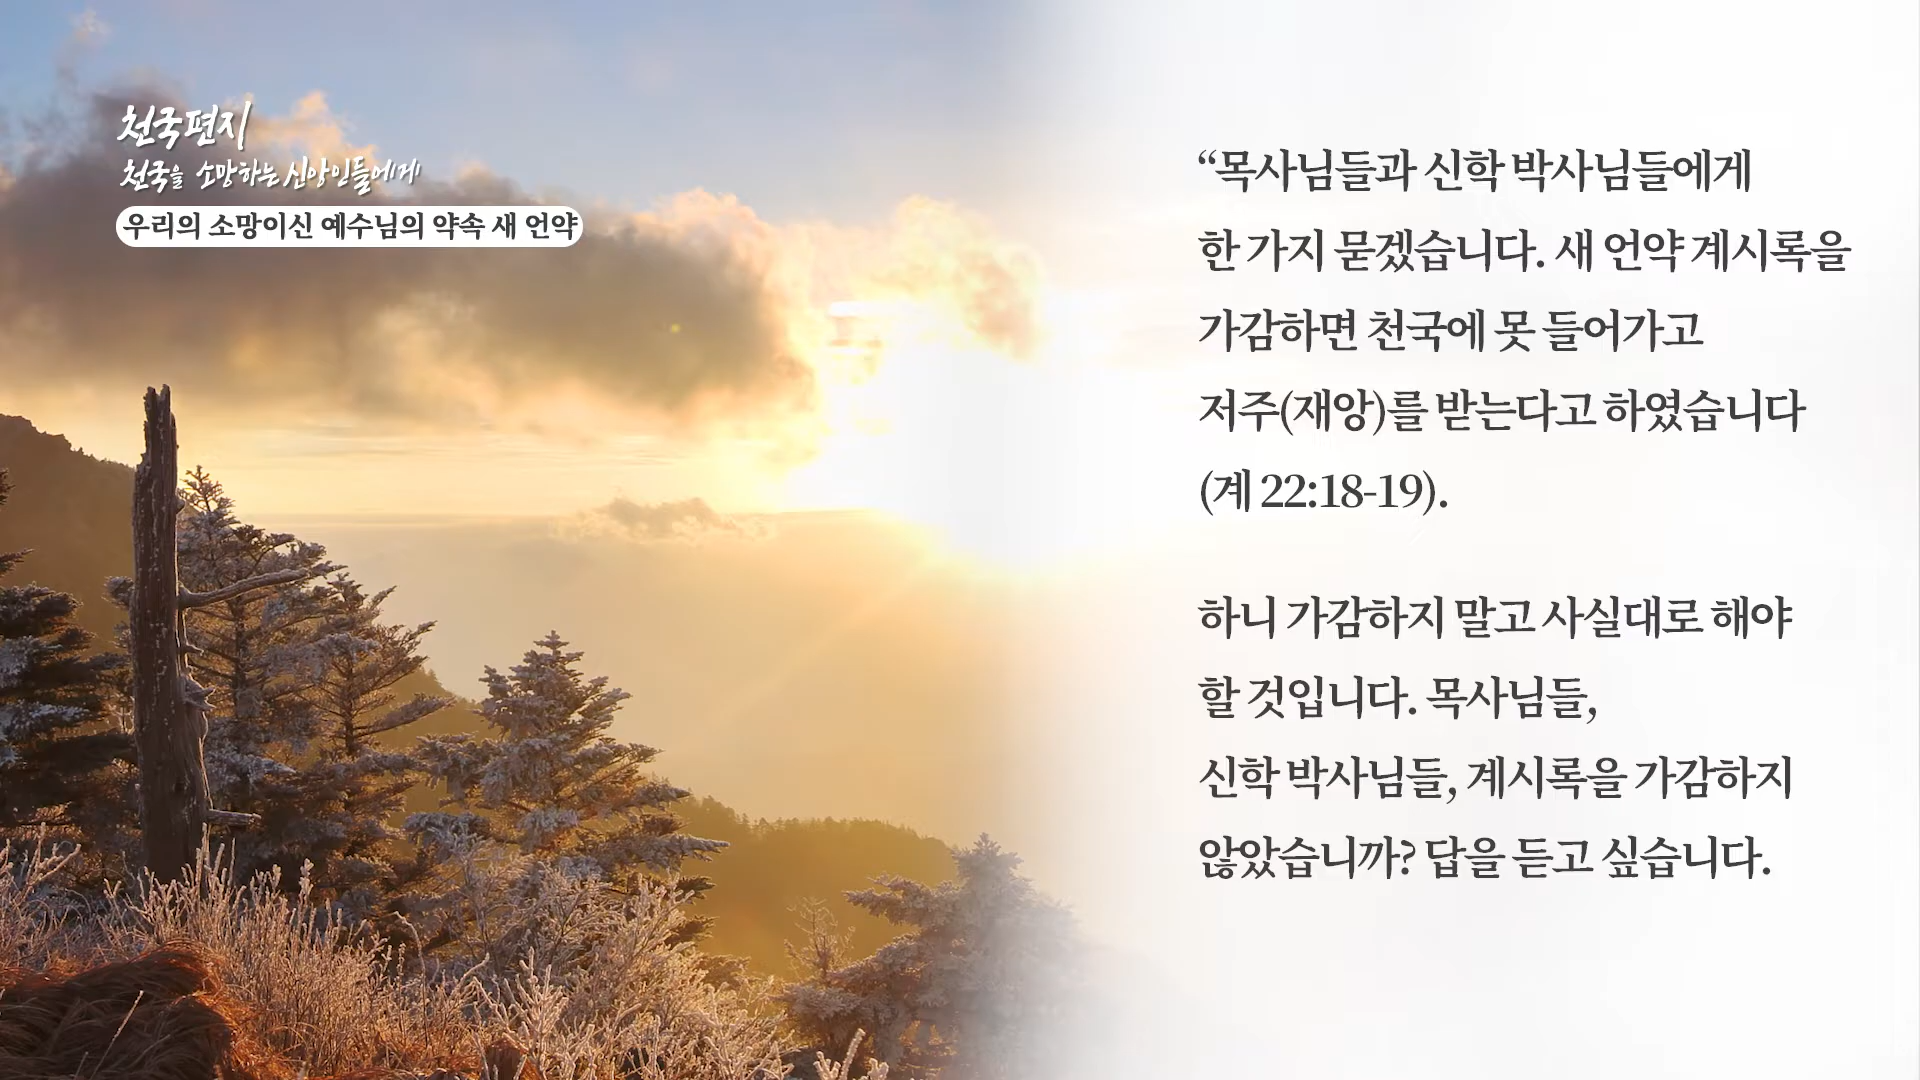 천국편지
천국을 소망하는 신앙인들에게
우리의 소망이신 예수님의 약속 새 언약
“목사님들과 신학 박사님들에게
한 가지 묻겠습니다. 새 언약 계시록을
가감하면 천국에 못 들어가고
저주(재앙)를 받는다고 하였습니다
(계 22:18-19).
하니 가감하지 말고 사실대로 해야
할 것입니다. 목사님들,
신학 박사님들, 계시록을 가감하지
않았습니까? 답을 듣고 싶습니다.